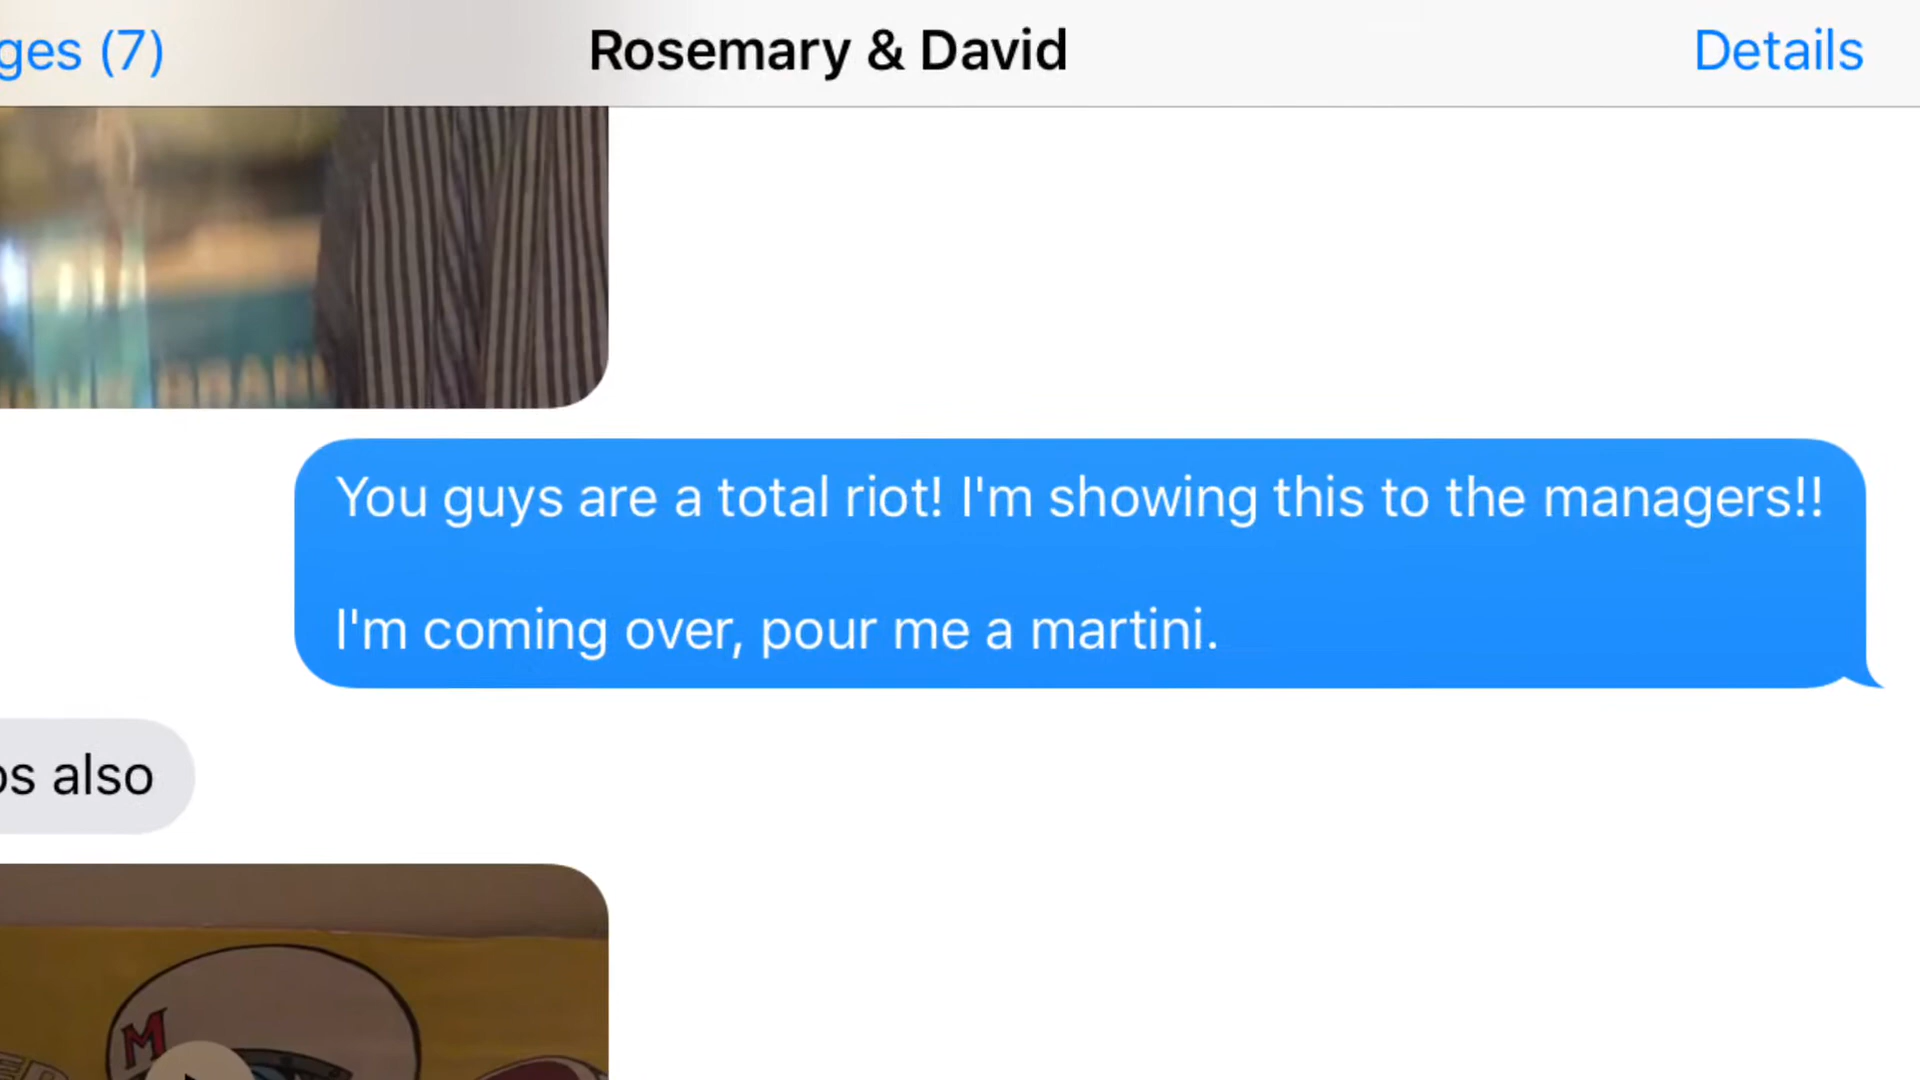 ges (7)
Rosemary & David
Details
You guys are a total riot! I'm showing this to the managers!!
I'm coming over, pour me a martini.
os also
M